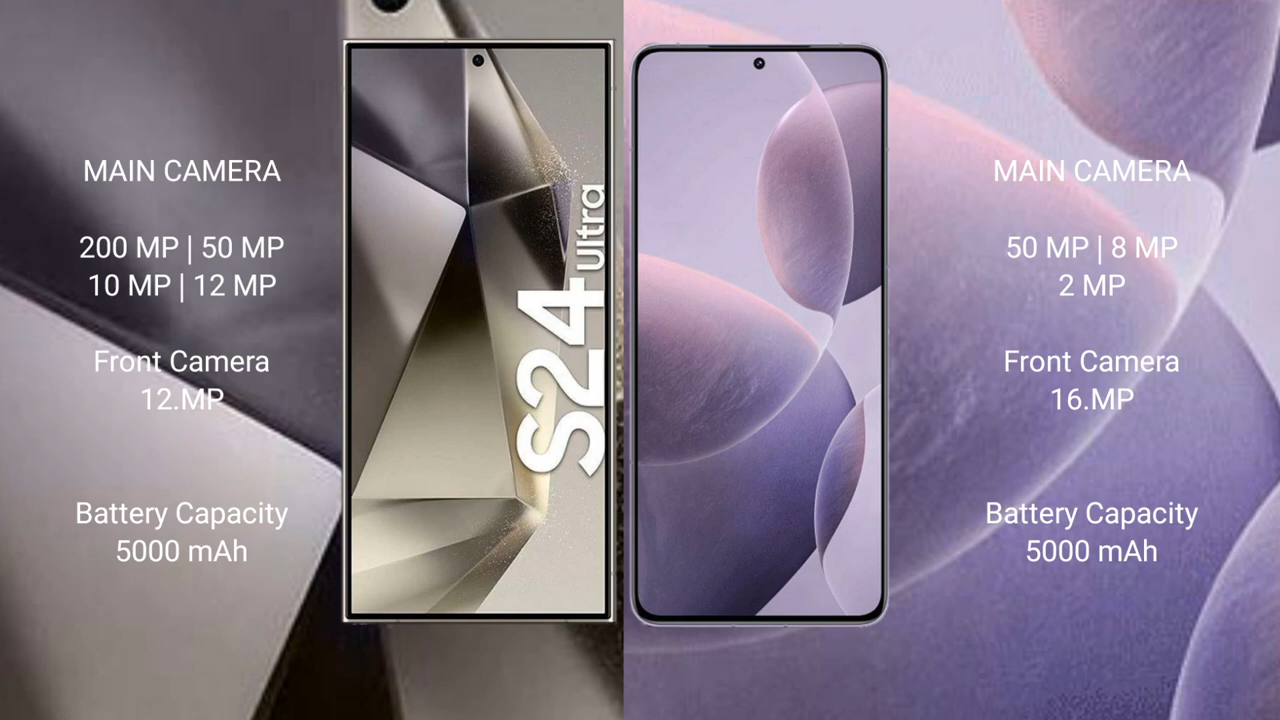 MAIN CAMERA
200 MP | 50 MP
10 MP | 12 MP
Front Camera
12.MP
Battery Capacity
5000 mAh
S24 Ultra
MAIN CAMERA
50 MP | 8 MP
2 MP
Front Camera
16.MP
Battery Capacity
5000 mAh